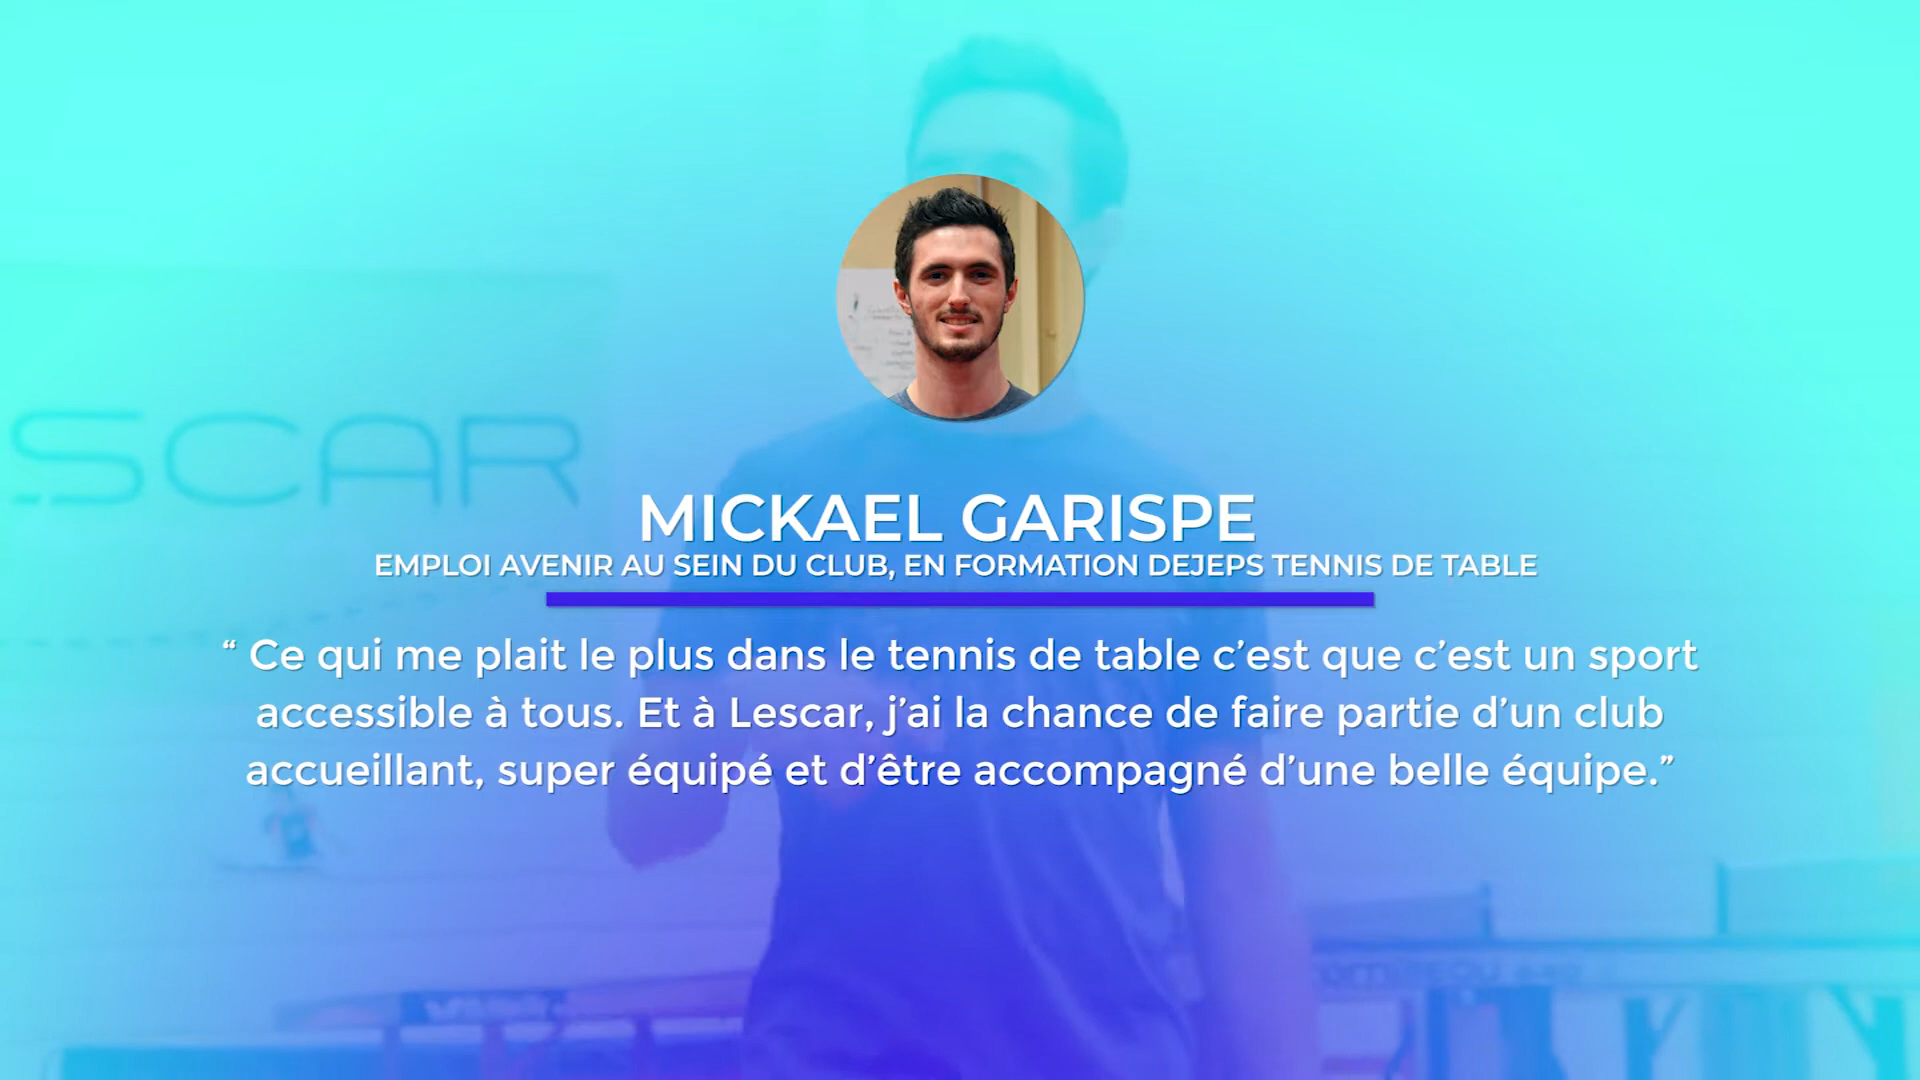 SCAR
MICKAEL GARISPE
EMPLOI AVENIR AU SEIN DU CLUB, EN FORMATION DEJEPS TENNIS DE TABLE
“ Ce qui me plait le plus dans le tennis de table c’est que c’est un sport
accessible à tous. Et à Lescar, j’ai la chance de faire partie d’un club
accueillant, super équipé et d’être accompagné d’une belle équipe.”